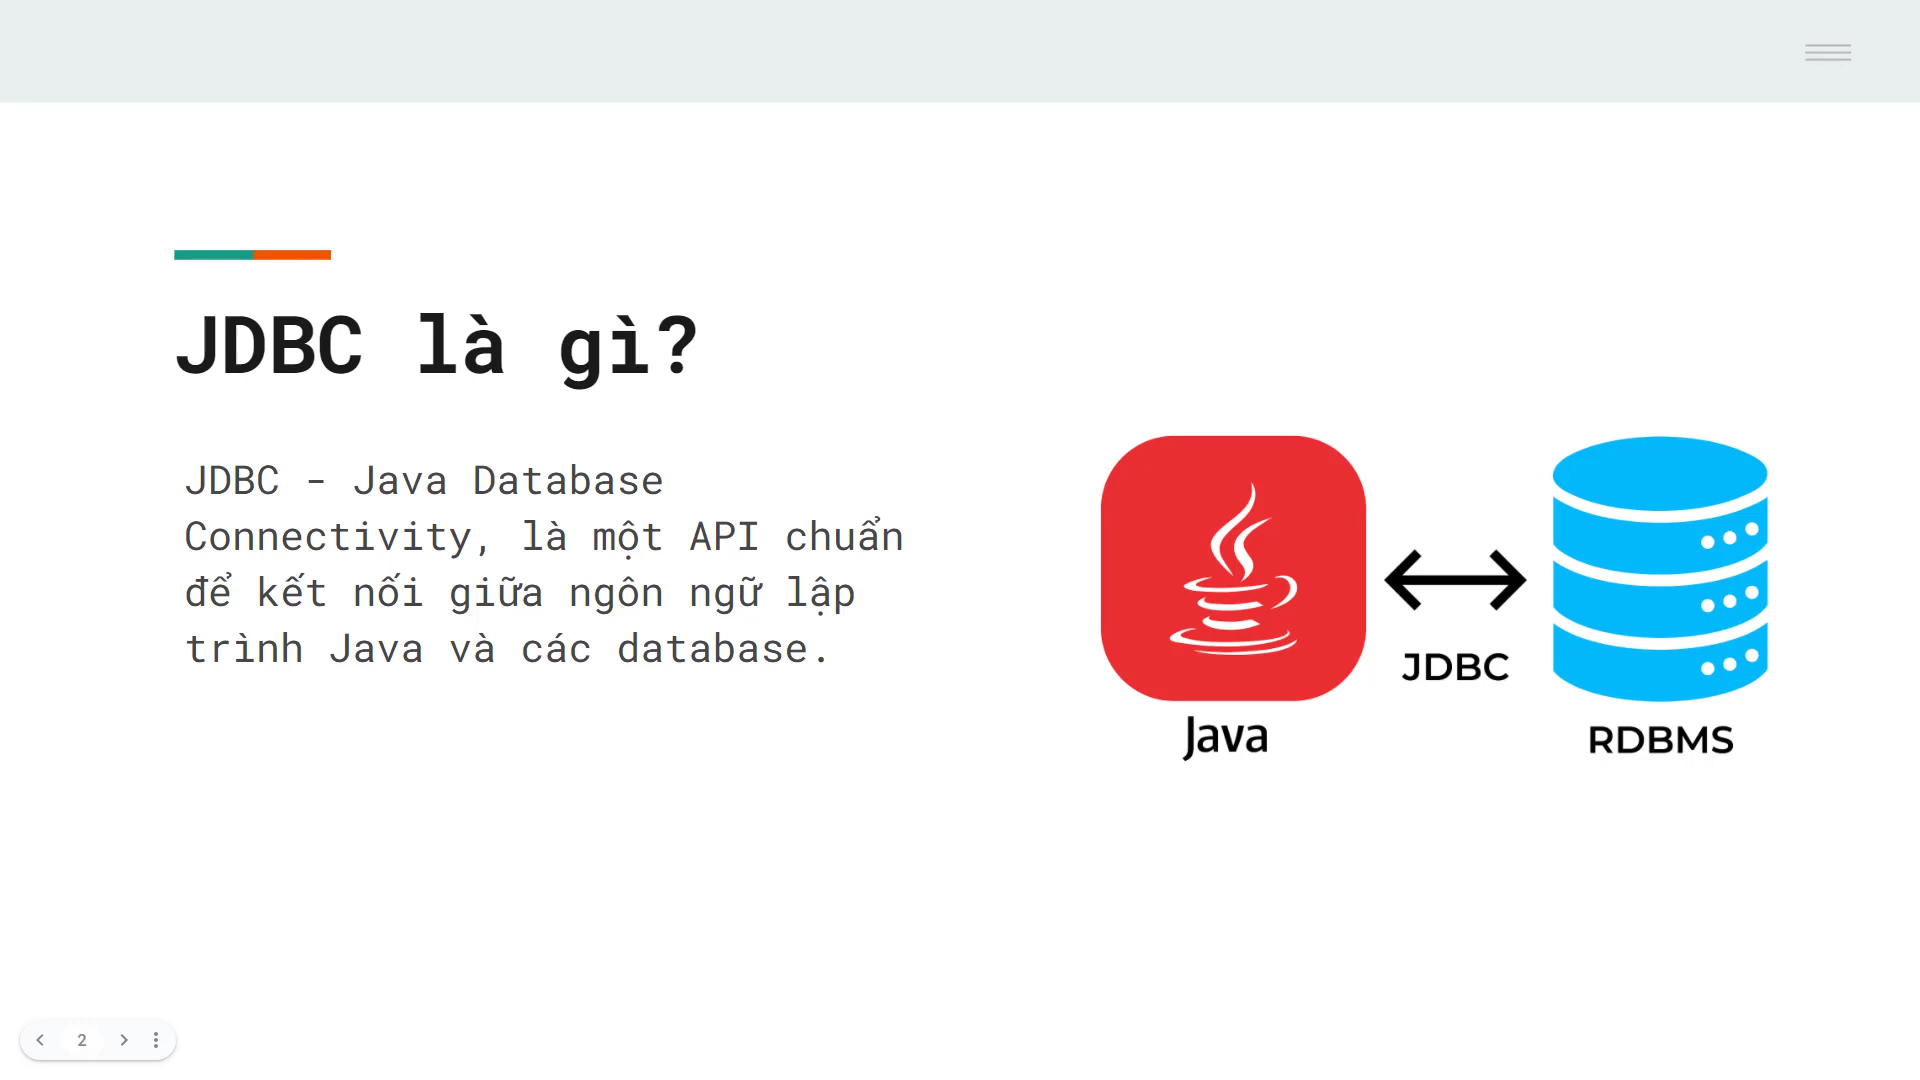 JDBC là gì?
JDBC - Java Database
Connectivity, là một API chuẩn
để kết nối giữa ngôn ngữ lập
trình Java và các database.
JDBC
Java
RDBMS
2